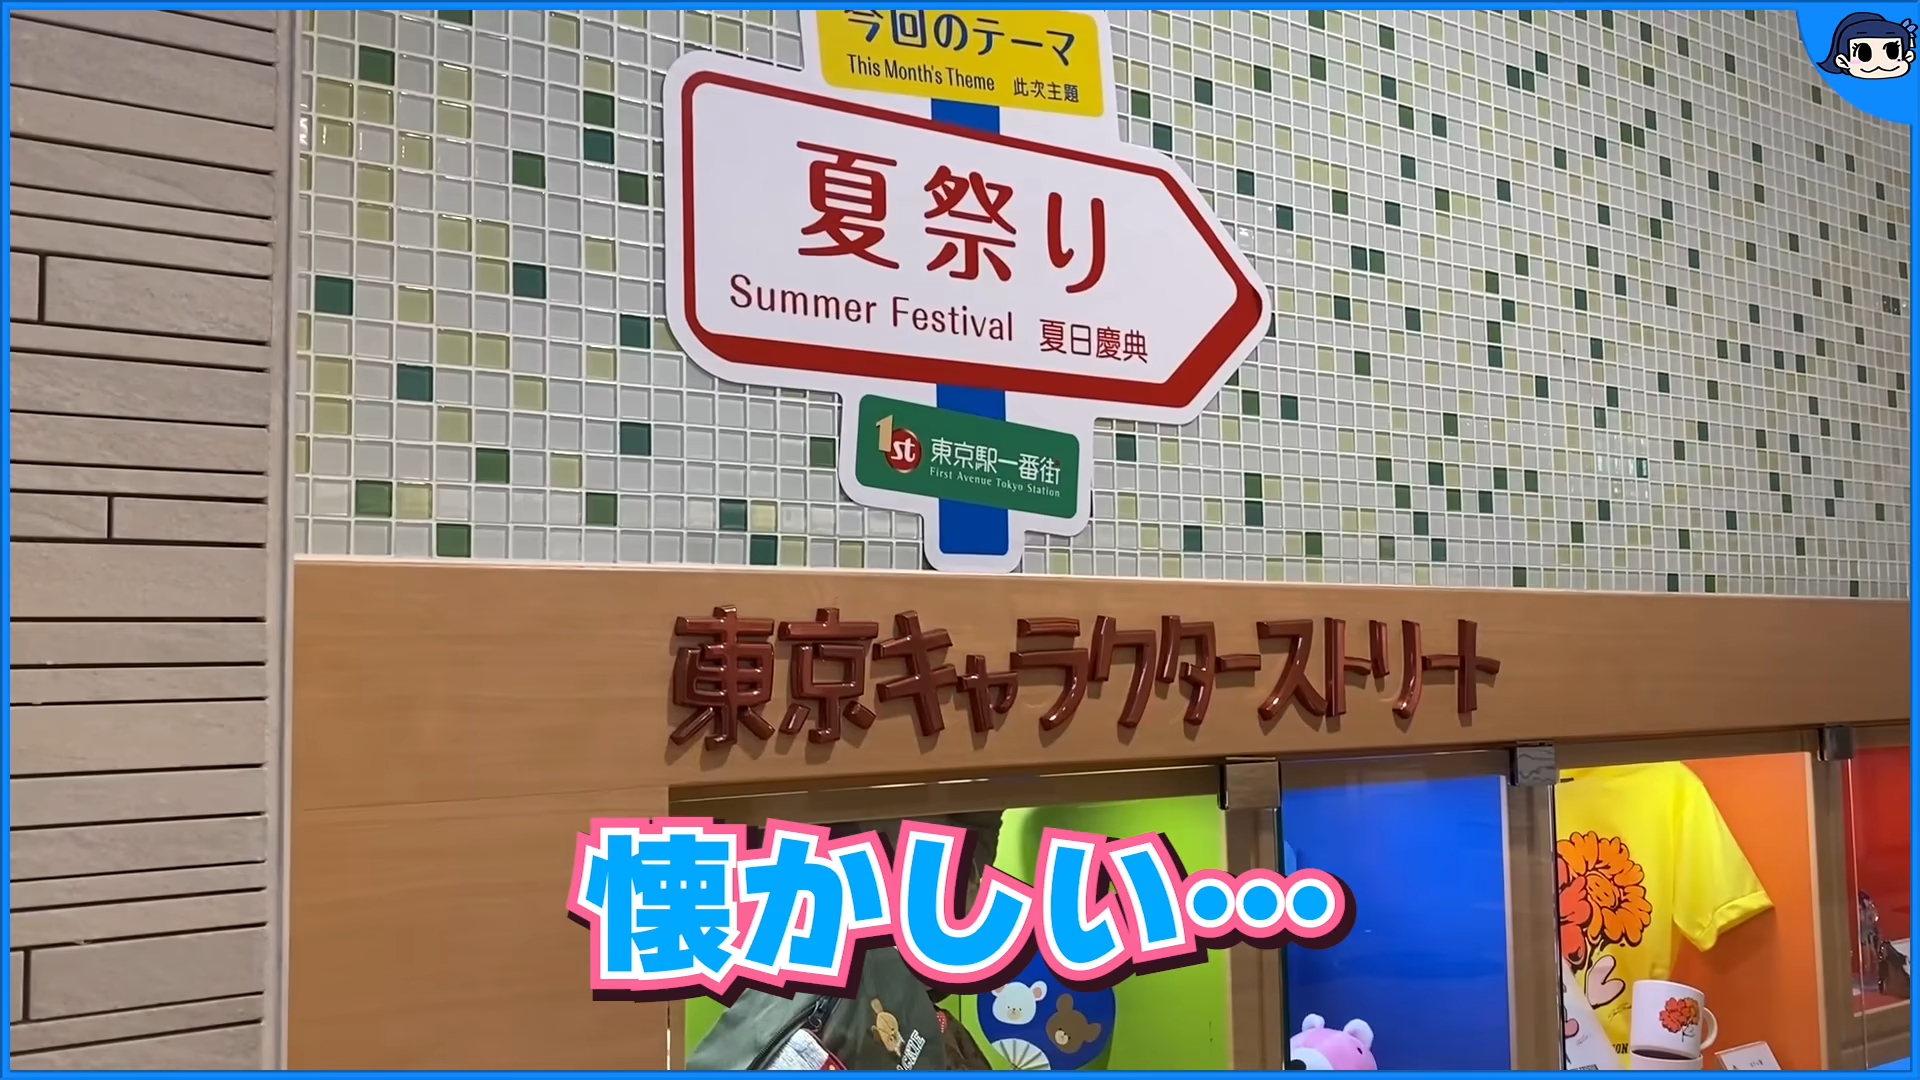 今回のテーマ
This Month's Theme 此次主題
夏祭り
Summer Festival 夏日慶典
1st 東京駅一番街
First Avenue Tokyo Station
東京キャラクターストリート
懐かしい…